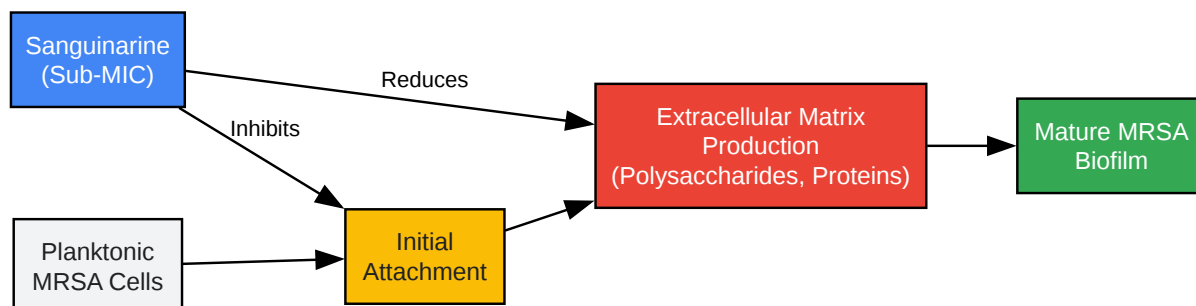 Sanguinarine
(Sub-MIC)
Reduces
Inhibits
Extracellular Matrix
Production
(Polysaccharides, Proteins)
Mature MRSA
Biofilm
Planktonic
MRSA Cells
Initial
Attachment